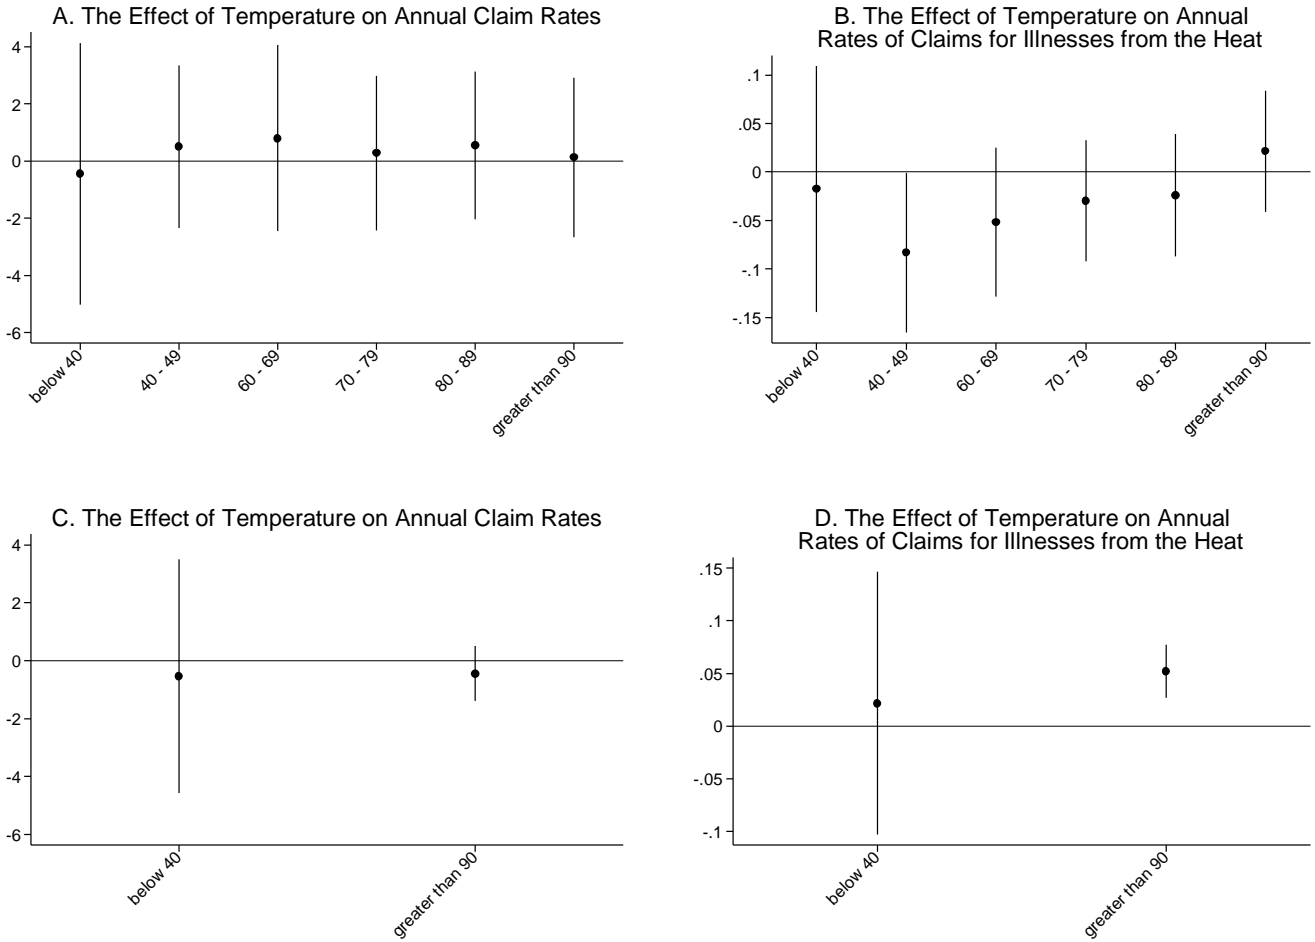 A. The Effect of Temperature on Annual Claim Rates
4
2
0
-2
-4
-6
below 40
40 - 49
60 - 69
70 - 79
80 - 89
greater than 90
B. The Effect of Temperature on Annual
Rates of Claims for Illnesses from the Heat
.1
.05
0
-.05
-.1
-.15
below 40
40 - 49
60 - 69
70 - 79
80 - 89
greater than 90
C. The Effect of Temperature on Annual Claim Rates
4
2
0
-2
-4
-6
below 40
greater than 90
D. The Effect of Temperature on Annual
Rates of Claims for Illnesses from the Heat
.15
.1
.05
0
-.05
-.1
below 40
greater than 90